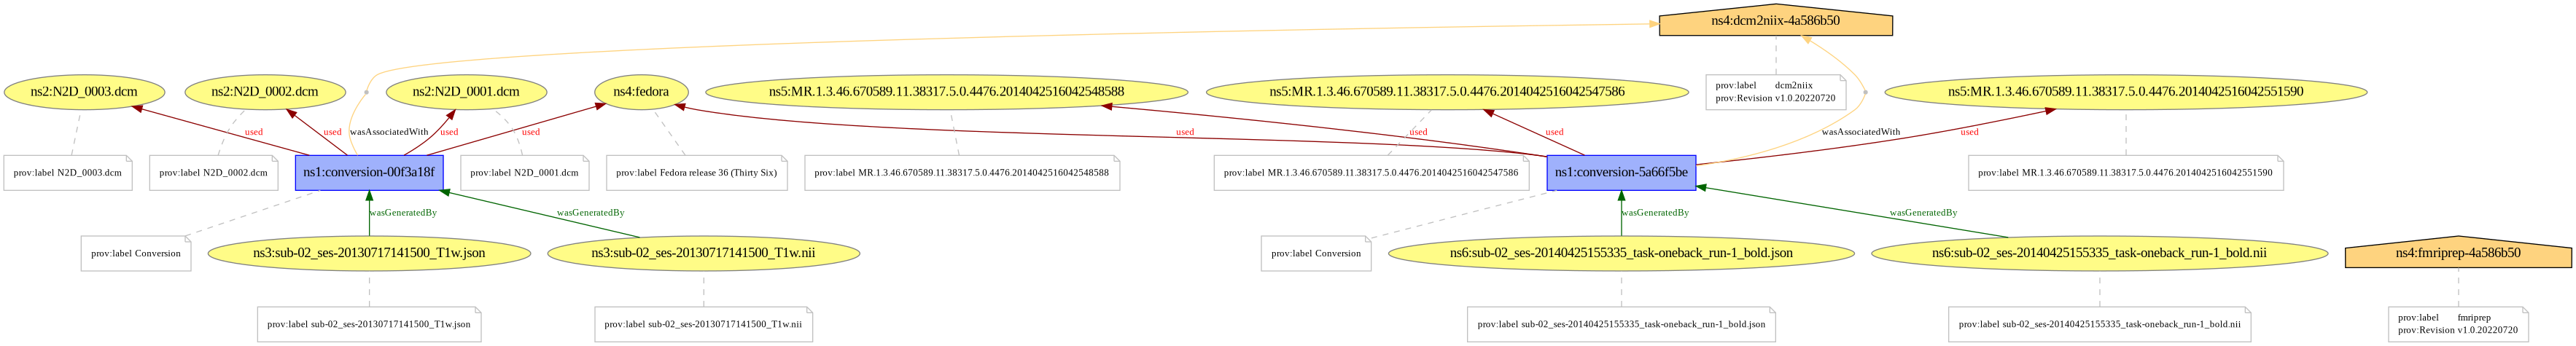 ns4:dcm2niix-4a586b50
ns2:N2D_0003.dcm
ns2:N2D_0002.dcm
ns2:N2D_0001.dcm
ns4:fedora
ns5:MR.1.3.46.670589.11.38317.5.0.4476.2014042516042548588
ns5:MR.1.3.46.670589.11.38317.5.0.4476.2014042516042547586
prov:label dcm2niix
prov:Revision v1.0.20220720
ns5:MR.1.3.46.670589.11.38317.5.0.4476.2014042516042551590
used
used
wasAssociatedWith
used
used
used
used
used
wasAssociatedWith
used
prov:label N2D_0003.dcm
prov:label N2D_0002.dcm
ns1:conversion-00f3a18f
prov:label N2D_0001.dcm
prov:label Fedora release 36 (Thirty Six)
prov:label MR.1.3.46.670589.11.38317.5.0.4476.2014042516042548588
prov:label MR.1.3.46.670589.11.38317.5.0.4476.2014042516042547586
ns1:conversion-5a66f5be
prov:label MR.1.3.46.670589.11.38317.5.0.4476.2014042516042551590
wasGeneratedBy
wasGeneratedBy
wasGeneratedBy
wasGeneratedBy
prov:label Conversion
ns3:sub-02_ses-20130717141500_T1w.json
ns3:sub-02_ses-20130717141500_T1w.nii
prov:label Conversion
ns6:sub-02_ses-20140425155335_task-oneback_run-1_bold.json
ns6:sub-02_ses-20140425155335_task-oneback_run-1_bold.nii
ns4:fmriprep-4a586b50
prov:label sub-02_ses-20130717141500_T1w.json
prov:label sub-02_ses-20130717141500_T1w.nii
prov:label sub-02_ses-20140425155335_task-oneback_run-1_bold.json
prov:label sub-02_ses-20140425155335_task-oneback_run-1_bold.nii
prov:label fmriprep
prov:Revision v1.0.20220720